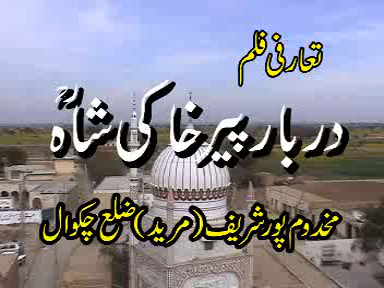 تعارفی فلم
دربار پیر خاکی شاہؒ
مخدوم پور شریف (مرید) ضلع چکوال